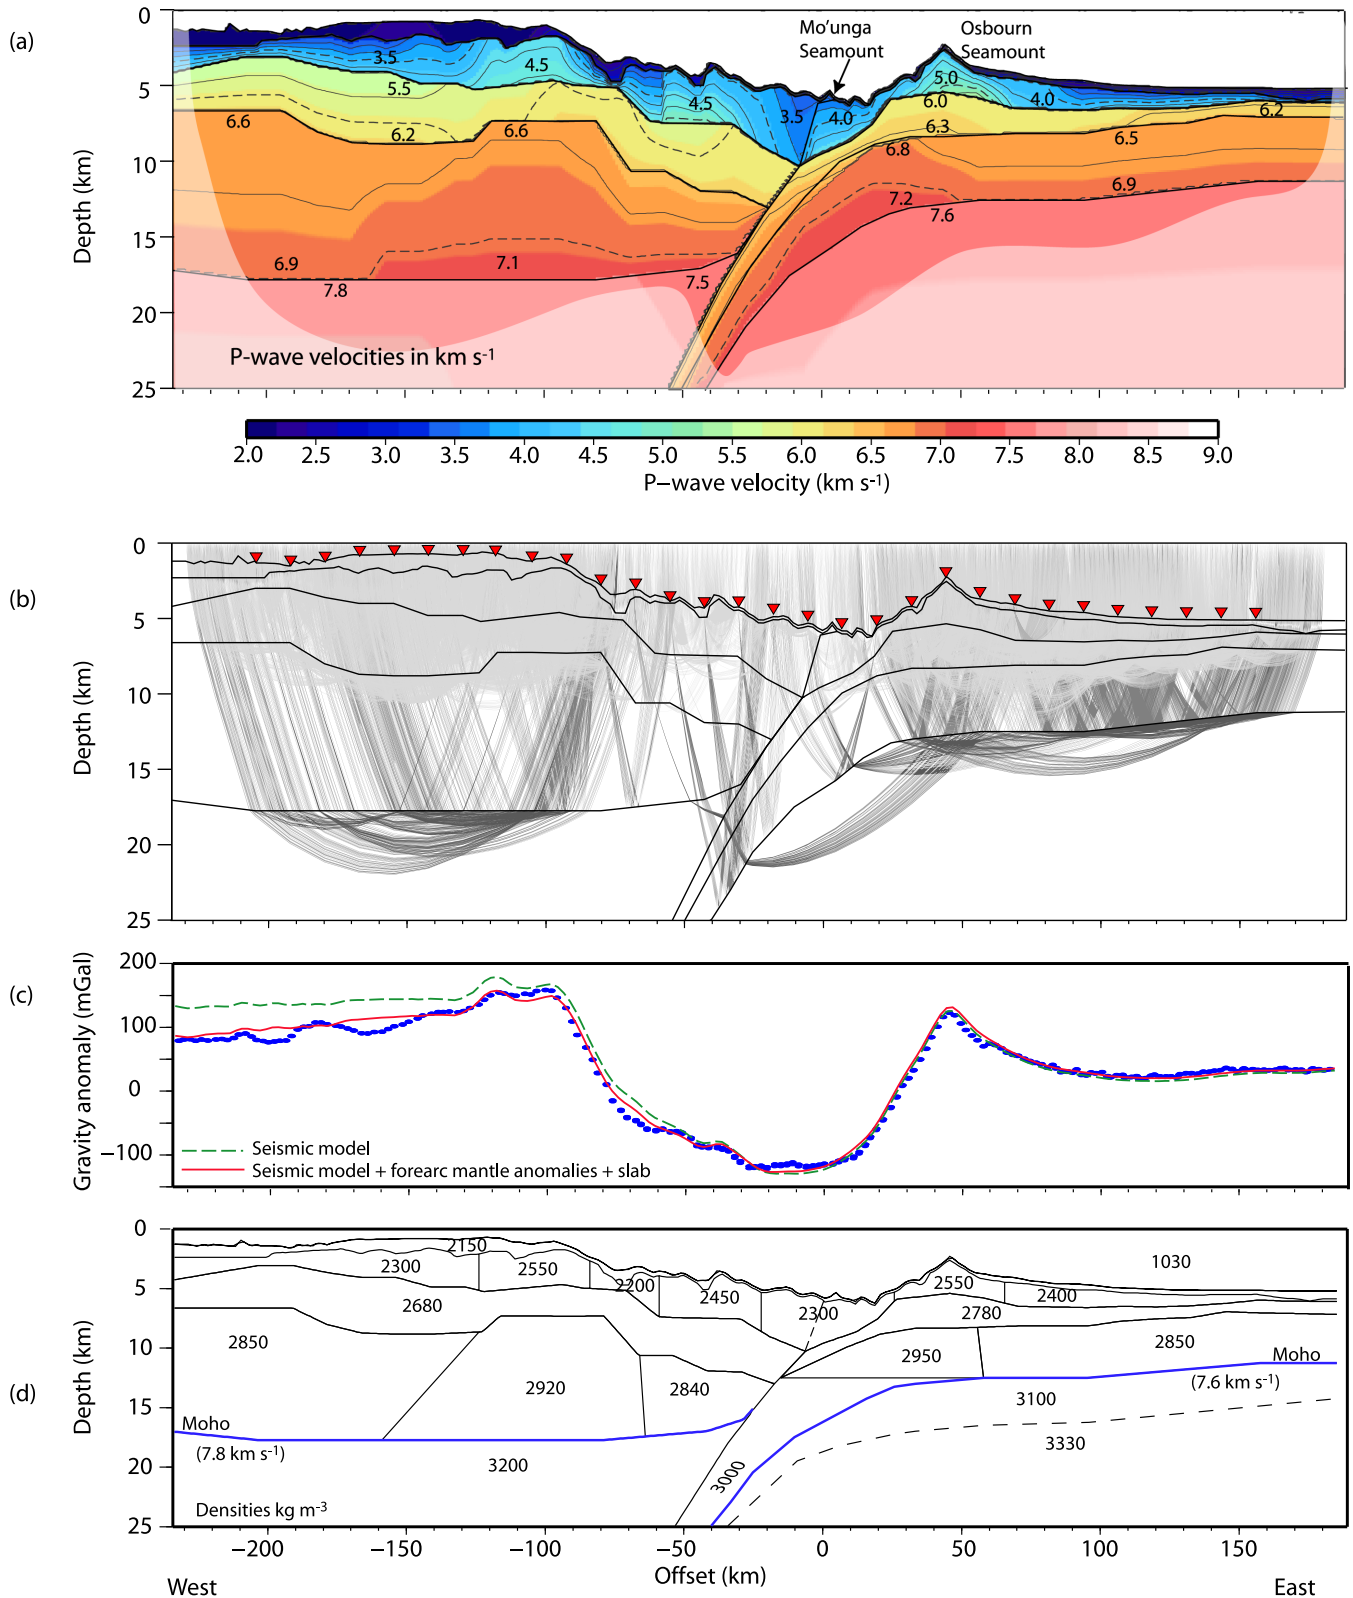 (a)
0
5
10
15
20
25
Depth (km)
Mo’unga
Seamount
Osbourn
Seamount
3.5
4.5
5.5
6.6
6.2
6.6
4.5
3.5
4.0
5.0
6.0
4.0
6.2
6.3
6.5
6.8
6.9
7.2
7.6
6.9
7.1
7.8
7.5
P-wave velocities in km s-1
2.0 2.5 3.0 3.5 4.0 4.5 5.0 5.5 6.0 6.5 7.0 7.5 8.0 8.5 9.0
P−wave velocity (km s-1)
(b)
0
5
10
15
20
25
Depth (km)
(c)
200
100
0
−100
Gravity anomaly (mGal)
Seismic model
Seismic model + forearc mantle anomalies + slab
(d)
0
5
10
15
20
25
Depth (km)
2150
2300
2550
2200
2450
2300
2550
2400
1030
2680
2780
2850
2850
2950
2920
2840
Moho
(7.8 km s-1)
Moho
(7.6 km s-1)
3100
3330
3200
3000
Densities kg m-3
−200 −150 −100 −50 0 50 100 150
Offset (km)
West
East